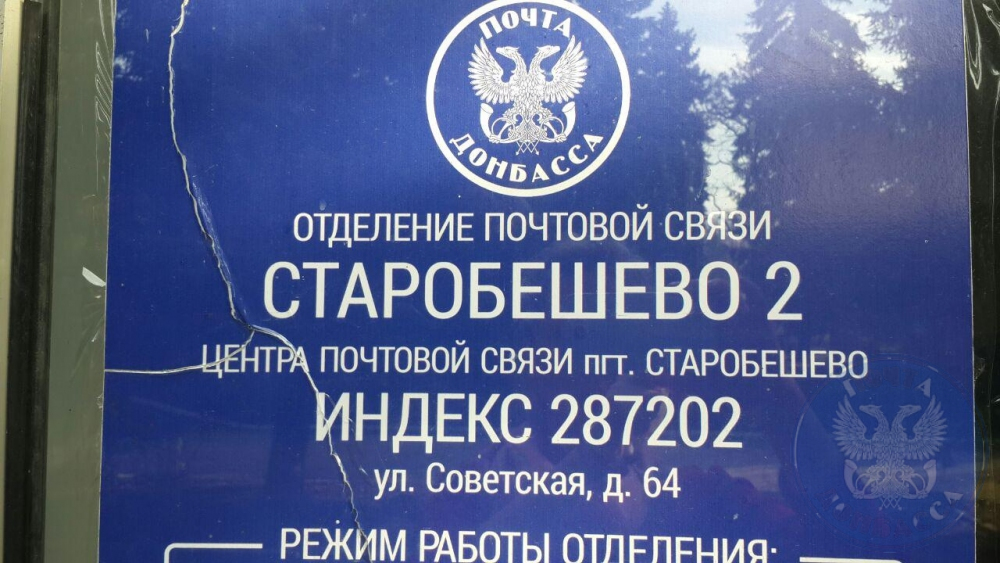 ПОЧТА
ДОНБАССА
ОТДЕЛЕНИЕ ПОЧТОВОЙ СВЯЗИ
СТАРОБЕШЕВО 2
ЦЕНТРА ПОЧТОВОЙ СВЯЗИ пгт. СТАРОБЕШЕВО
ИНДЕКС 287202
ул. Советская, д. 64
РЕЖИМ РАБОТЫ ОТДЕЛЕНИЯ: